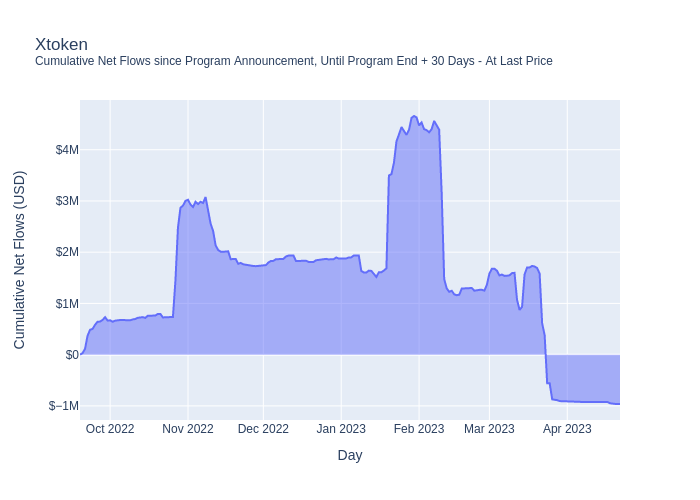 Xtoken
Cumulative Net Flows since Program Announcement, Until Program End + 30 Days - At Last Price
Cumulative Net Flows (USD)
$4M
$3M
$2M
$1M
$0
$−1M
Oct 2022
Nov 2022
Dec 2022
Jan 2023
Feb 2023
Mar 2023
Apr 2023
Day